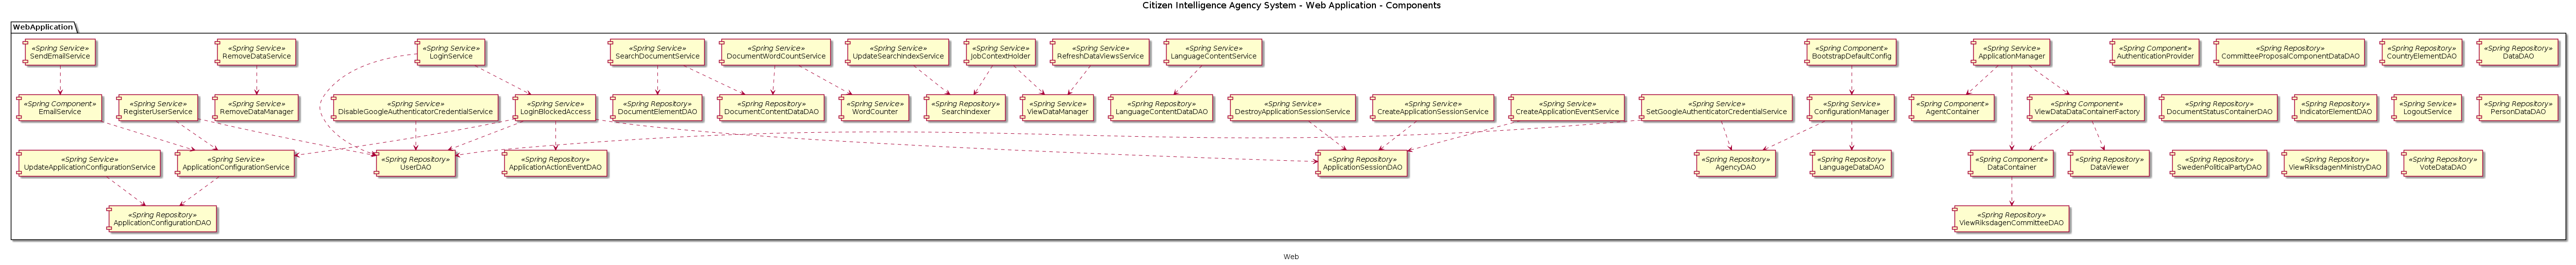 Citizen Intelligence Agency System - Web Application - Components
WebApplication
«Spring Service»
SendEmailService
«Spring Service»
RemoveDataService
«Spring Service»
LoginService
«Spring Service»
SearchDocumentService
«Spring Service»
DocumentWordCountService
«Spring Service»
UpdateSearchIndexService
«Spring Service»
JobContextHolder
«Spring Service»
RefreshDataViewsService
«Spring Service»
LanguageContentService
«Spring Component»
BootstrapDefaultConfig
«Spring Service»
ApplicationManager
«Spring Component»
AuthenticationProvider
«Spring Repository»
CommitteeProposalComponentDataDAO
«Spring Repository»
CountryElementDAO
«Spring Repository»
DataDAO
«Spring Component»
EmailService
«Spring Service»
RegisterUserService
«Spring Service»
RemoveDataManager
«Spring Service»
DisableGoogleAuthenticatorCredentialService
«Spring Service»
LoginBlockedAccess
«Spring Repository»
DocumentElementDAO
«Spring Repository»
DocumentContentDataDAO
«Spring Service»
WordCounter
«Spring Repository»
SearchIndexer
«Spring Service»
ViewDataManager
«Spring Repository»
LanguageContentDataDAO
«Spring Service»
DestroyApplicationSessionService
«Spring Service»
CreateApplicationSessionService
«Spring Service»
CreateApplicationEventService
«Spring Service»
SetGoogleAuthenticatorCredentialService
«Spring Service»
ConfigurationManager
«Spring Component»
AgentContainer
«Spring Component»
ViewDataDataContainerFactory
«Spring Repository»
DocumentStatusContainerDAO
«Spring Repository»
IndicatorElementDAO
«Spring Service»
LogoutService
«Spring Repository»
PersonDataDAO
«Spring Service»
UpdateApplicationConfigurationService
«Spring Service»
ApplicationConfigurationService
«Spring Repository»
UserDAO
«Spring Repository»
ApplicationActionEventDAO
«Spring Repository»
ApplicationSessionDAO
«Spring Repository»
AgencyDAO
«Spring Repository»
LanguageDataDAO
«Spring Component»
DataContainer
«Spring Repository»
DataViewer
«Spring Repository»
SwedenPoliticalPartyDAO
«Spring Repository»
ViewRiksdagenMinistryDAO
«Spring Repository»
VoteDataDAO
«Spring Repository»
ApplicationConfigurationDAO
«Spring Repository»
ViewRiksdagenCommitteeDAO
Web